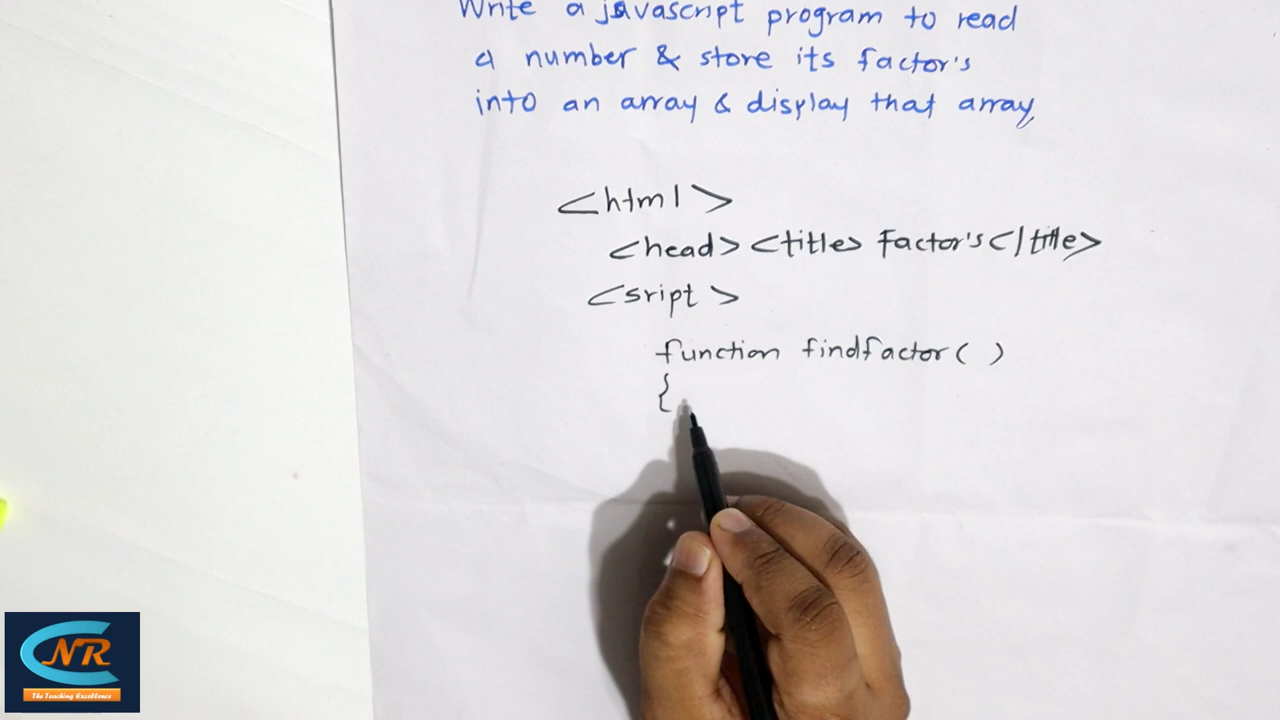 Write a javascript program to read
a number & store its factor's
into an array & display that array
<html>
<head> <title> Factor's </title>
<sript >
function findfactor( )
{
NR
The Teaching Excellence